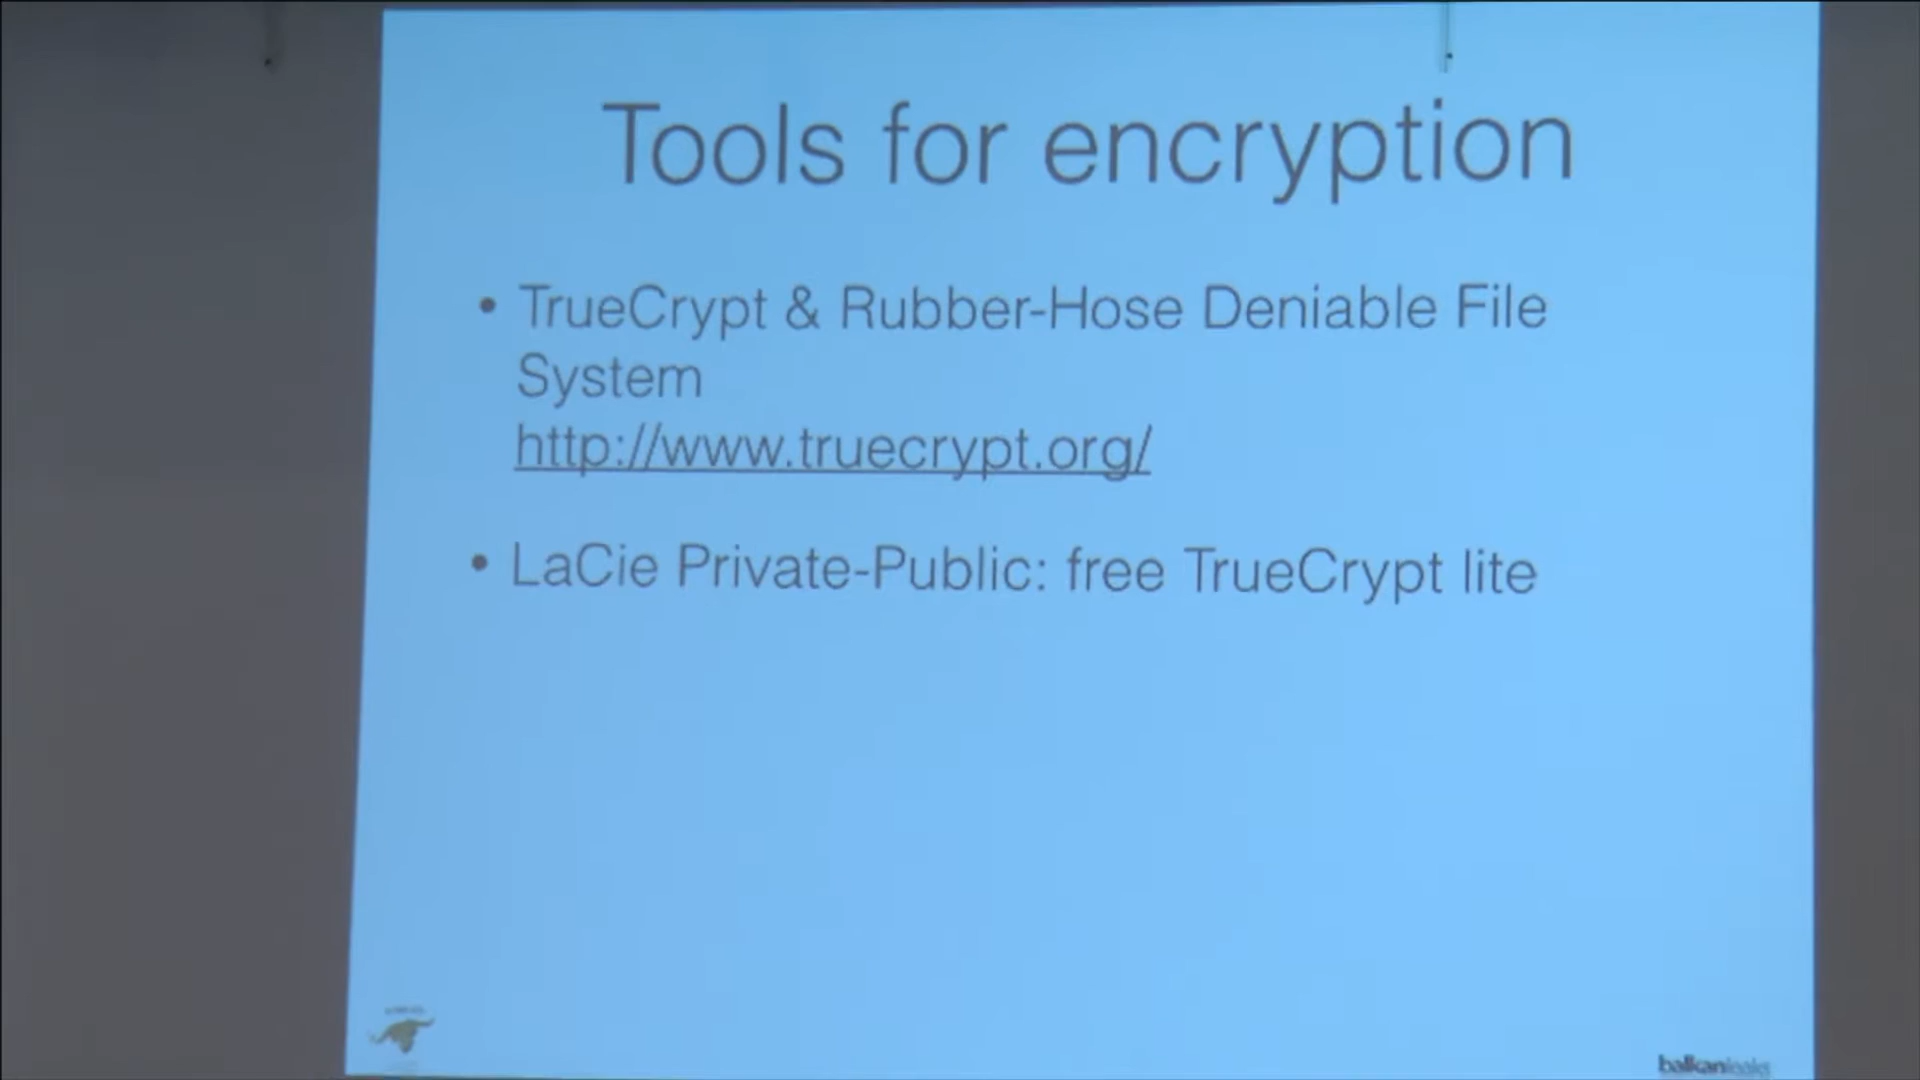 Tools for encryption
• TrueCrypt & Rubber-Hose Deniable File
System
http://www.truecrypt.org/
• LaCie Private-Public: free TrueCrypt lite
balkanleaks